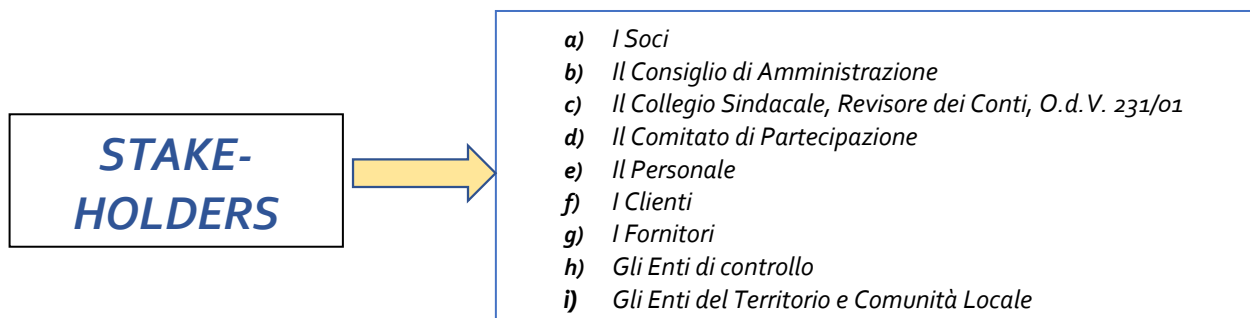 STAKE-
HOLDERS
a) I Soci
b) Il Consiglio di Amministrazione
c) Il Collegio Sindacale, Revisore dei Conti, O.d.V. 231/01
d) Il Comitato di Partecipazione
e) Il Personale
f) I Clienti
g) I Fornitori
h) Gli Enti di controllo
i) Gli Enti del Territorio e Comunità Locale